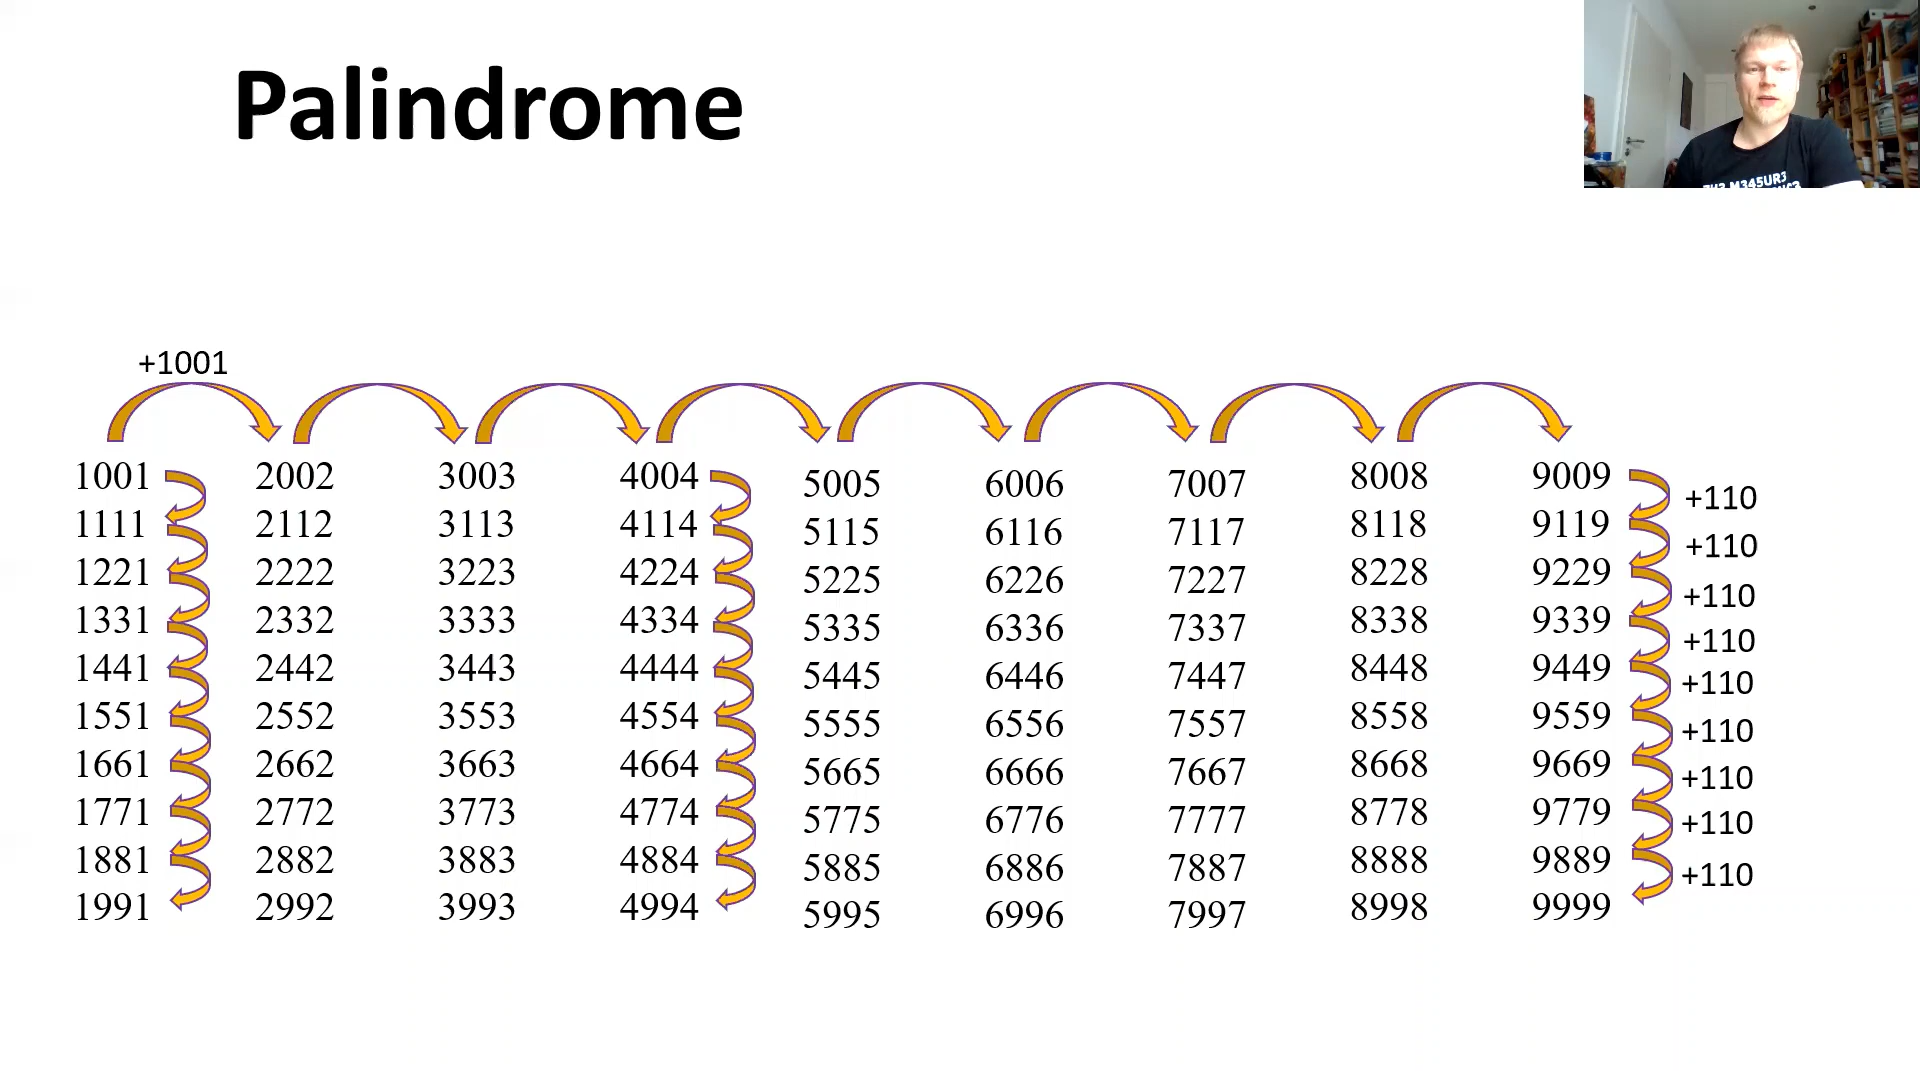 Palindrome
M345UR3
+1001
1001 2002 3003 4004 5005 6006 7007 8008 9009
+110
1111 2112 3113 4114 5115 6116 7117 8118 9119
+110
1221 2222 3223 4224 5225 6226 7227 8228 9229
+110
1331 2332 3333 4334 5335 6336 7337 8338 9339
+110
1441 2442 3443 4444 5445 6446 7447 8448 9449
+110
1551 2552 3553 4554 5555 6556 7557 8558 9559
+110
1661 2662 3663 4664 5665 6666 7667 8668 9669
+110
1771 2772 3773 4774 5775 6776 7777 8778 9779
+110
1881 2882 3883 4884 5885 6886 7887 8888 9889
+110
1991 2992 3993 4994 5995 6996 7997 8998 9999